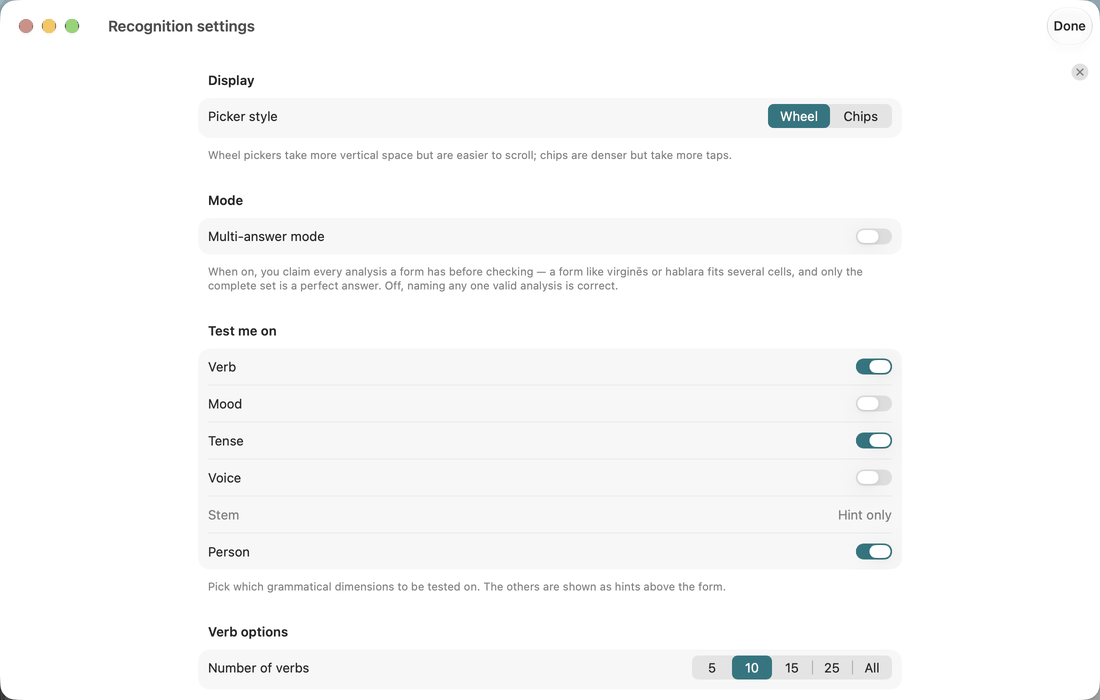 Recognition settings
Done
Display
Picker style
Wheel
Chips
Wheel pickers take more vertical space but are easier to scroll; chips are denser but take more taps.
Mode
Multi-answer mode
When on, you claim every analysis a form has before checking — a form like virginēs or hablara fits several cells, and only the
complete set is a perfect answer. Off, naming any one valid analysis is correct.
Test me on
Verb
Mood
Tense
Voice
Stem
Hint only
Person
Pick which grammatical dimensions to be tested on. The others are shown as hints above the form.
Verb options
Number of verbs
5
10
15
25
All